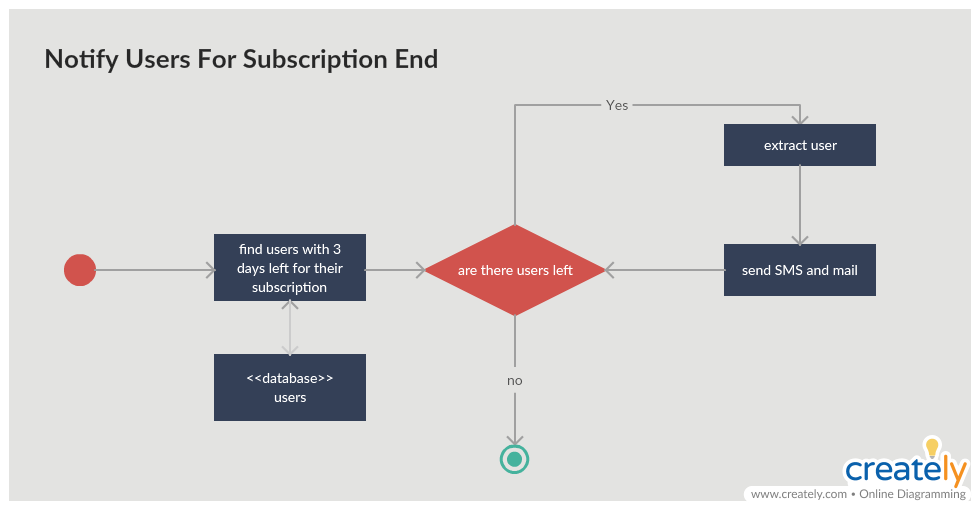 Notify Users For Subscription End
Yes
extract user
find users with 3
days left for their
subscription
are there users left
send SMS and mail
<<database>>
users
no
creately
www.creately.com • Online Diagramming